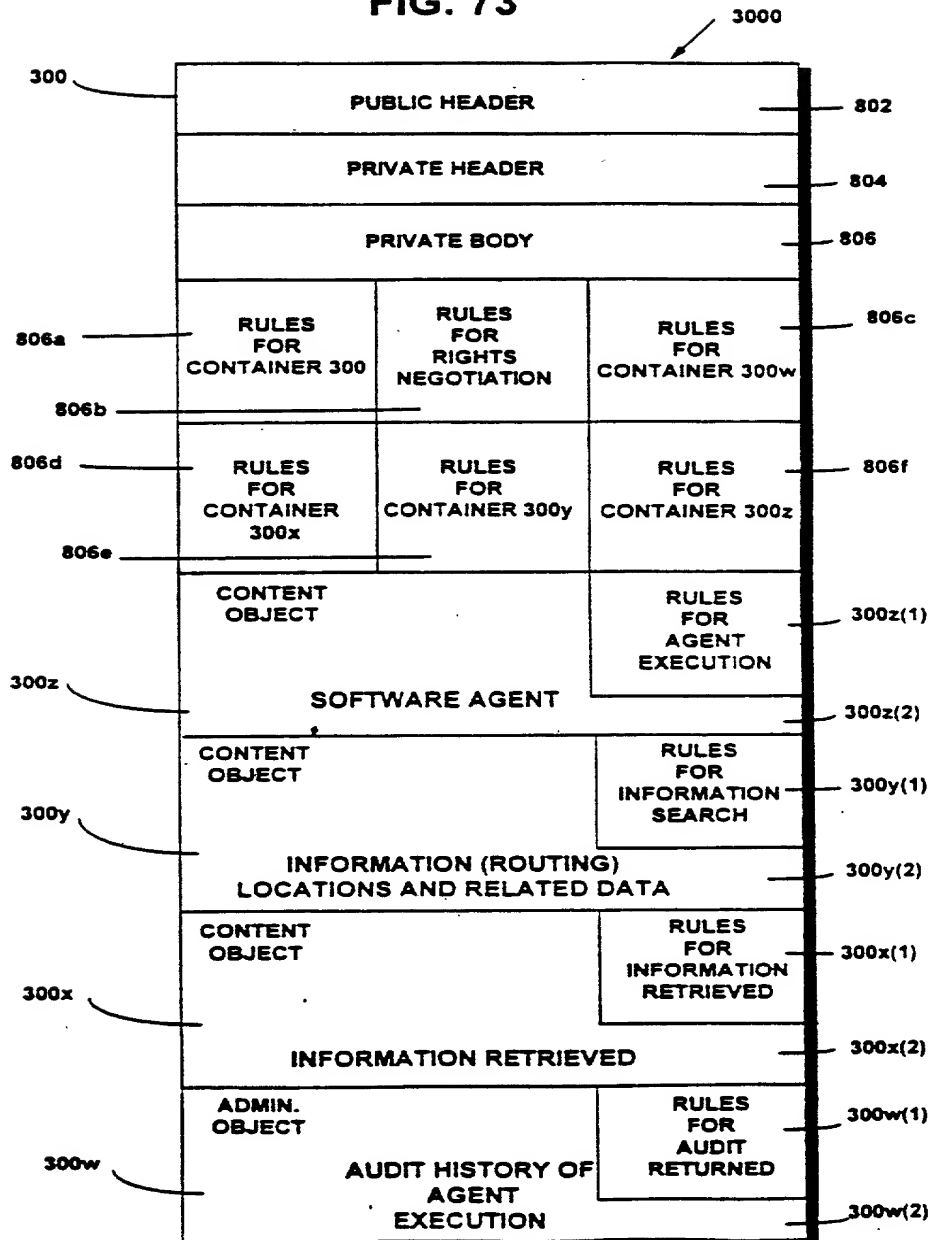 FIG. 73
3000
300
PUBLIC HEADER
802
PRIVATE HEADER
804
PRIVATE BODY
806
806a
RULES
FOR
CONTAINER 300
806b
RULES
FOR
RIGHTS
NEGOTIATION
RULES
FOR
CONTAINER 300w
806c
806d
RULES
FOR
CONTAINER
300x
806e
RULES
FOR
CONTAINER 300y
RULES
FOR
CONTAINER 300z
806f
CONTENT
OBJECT
RULES
FOR
AGENT
EXECUTION
300z(1)
300z
SOFTWARE AGENT
300z(2)
CONTENT
OBJECT
RULES
FOR
INFORMATION
SEARCH
300y(1)
300y
INFORMATION (ROUTING)
LOCATIONS AND RELATED DATA
300y(2)
CONTENT
OBJECT
RULES
FOR
INFORMATION
RETRIEVED
300x(1)
300x
INFORMATION RETRIEVED
300x(2)
ADMIN.
OBJECT
RULES
FOR
AUDIT
RETURNED
300w(1)
300w
AUDIT HISTORY OF
AGENT
EXECUTION
300w(2)